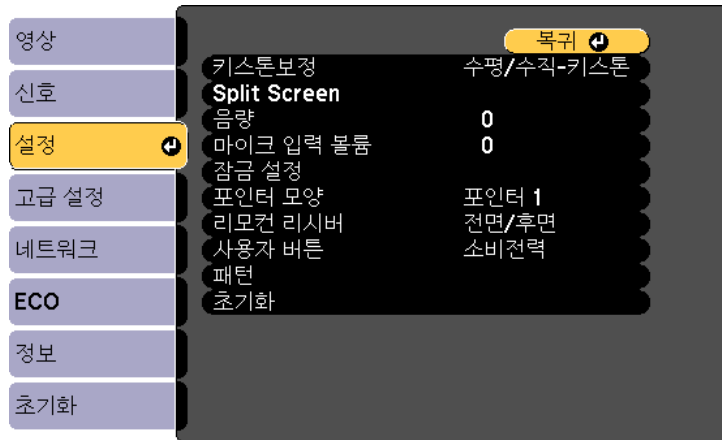 영상
신호
설정
고급 설정
네트워크
ECO
정보
초기화
복귀
키스톤보정 수평/수직-키스톤
Split Screen
음량 0
마이크 입력 볼륨 0
잠금 설정
포인터 모양 포인터 1
리모컨 리시버 전면/후면
사용자 버튼 소비전력
패턴
초기화